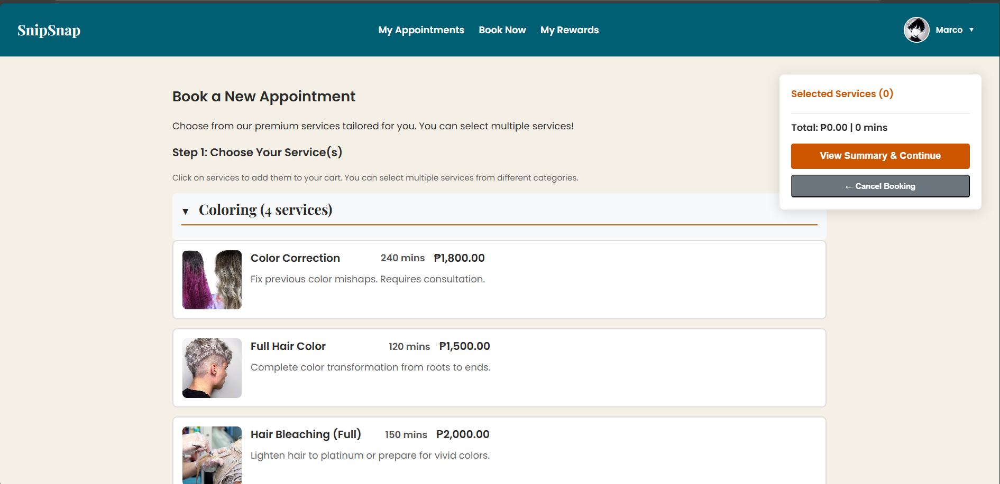 SnipSnap
My Appointments
Book Now
My Rewards
Marco ▼
Book a New Appointment
Choose from our premium services tailored for you. You can select multiple services!
Step 1: Choose Your Service(s)
Click on services to add them to your cart. You can select multiple services from different categories.
Selected Services (0)
Total: ₱0.00 | 0 mins
View Summary & Continue
← Cancel Booking
▼ Coloring (4 services)
Color Correction 240 mins ₱1,800.00
Fix previous color mishaps. Requires consultation.
Full Hair Color 120 mins ₱1,500.00
Complete color transformation from roots to ends.
Hair Bleaching (Full) 150 mins ₱2,000.00
Lighten hair to platinum or prepare for vivid colors.